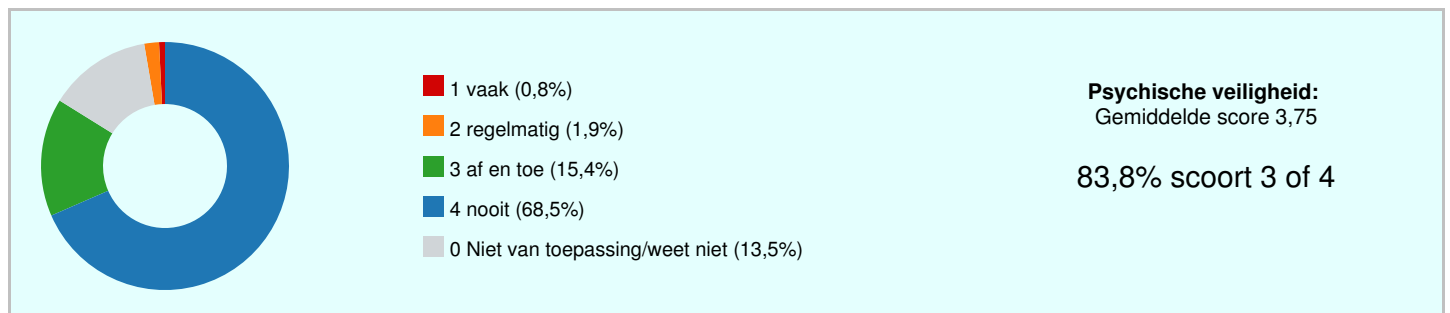 1 vaak (0,8%)
2 regelmatig (1,9%)
3 af en toe (15,4%)
4 nooit (68,5%)
0 Niet van toepassing/weet niet (13,5%)
Psychische veiligheid:
Gemiddelde score 3,75
83,8% scoort 3 of 4